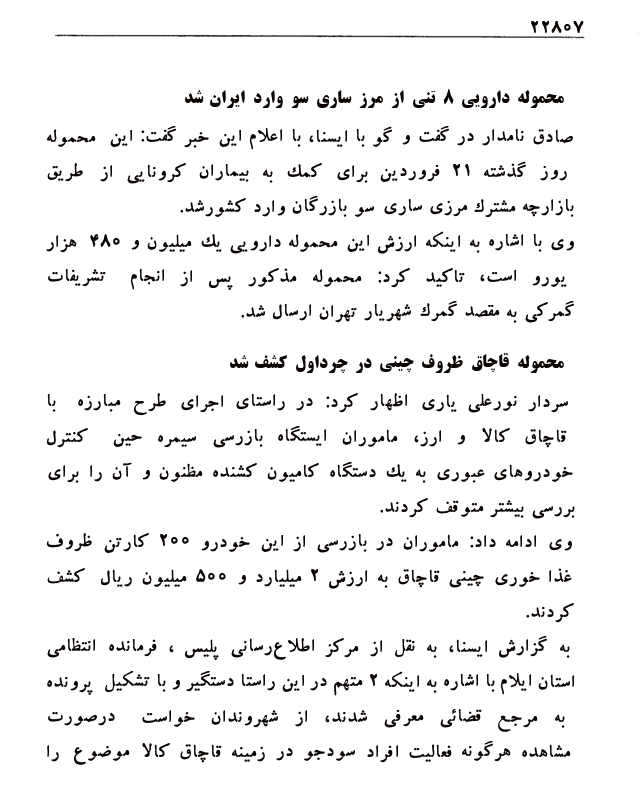 ۲۲۸۰۷
محموله دارویی ۸ تنی از مرز ساری سو وارد ایران شد
صادق نامدار در گفت و گو با ایسنا، با اعلام این خبر گفت: این محموله
روز گذشته ۲۱ فروردین برای کمک به بیماران کرونایی از طریق
بازارچه مشترک مرزی ساری سو بازرگان وارد کشورشد.
وی با اشاره به اینکه ارزش این محموله دارویی یک میلیون و ۴۸۰ هزار
یورو است، تاکید کرد: محموله مذکور پس از انجام تشریفات
گمرکی به مقصد گمرک شهریار تهران ارسال شد.
محموله قاچاق ظروف چینی در چرداول کشف شد
سردار نورعلی یاری اظهار کرد: در راستای اجرای طرح مبارزه با
قاچاق کالا و ارز، ماموران ایستگاه بازرسی سیمره حین کنترل
خودروهای عبوری به یک دستگاه کامیون کشنده مظنون و آن را برای
بررسی بیشتر متوقف کردند.
وی ادامه داد: ماموران در بازرسی از این خودرو ۲۰۰ کارتن ظروف
غذا خوری چینی قاچاق به ارزش ۲ میلیارد و ۵۰۰ میلیون ریال کشف
کردند.
به گزارش ایسنا، به نقل از مرکز اطلاع‌رسانی پلیس ، فرمانده انتظامی
استان ایلام با اشاره به اینکه ۲ متهم در این راستا دستگیر و با تشکیل پرونده
به مرجع قضائی معرفی شدند، از شهروندان خواست درصورت
مشاهده هرگونه فعالیت افراد سودجو در زمینه قاچاق کالا موضوع را